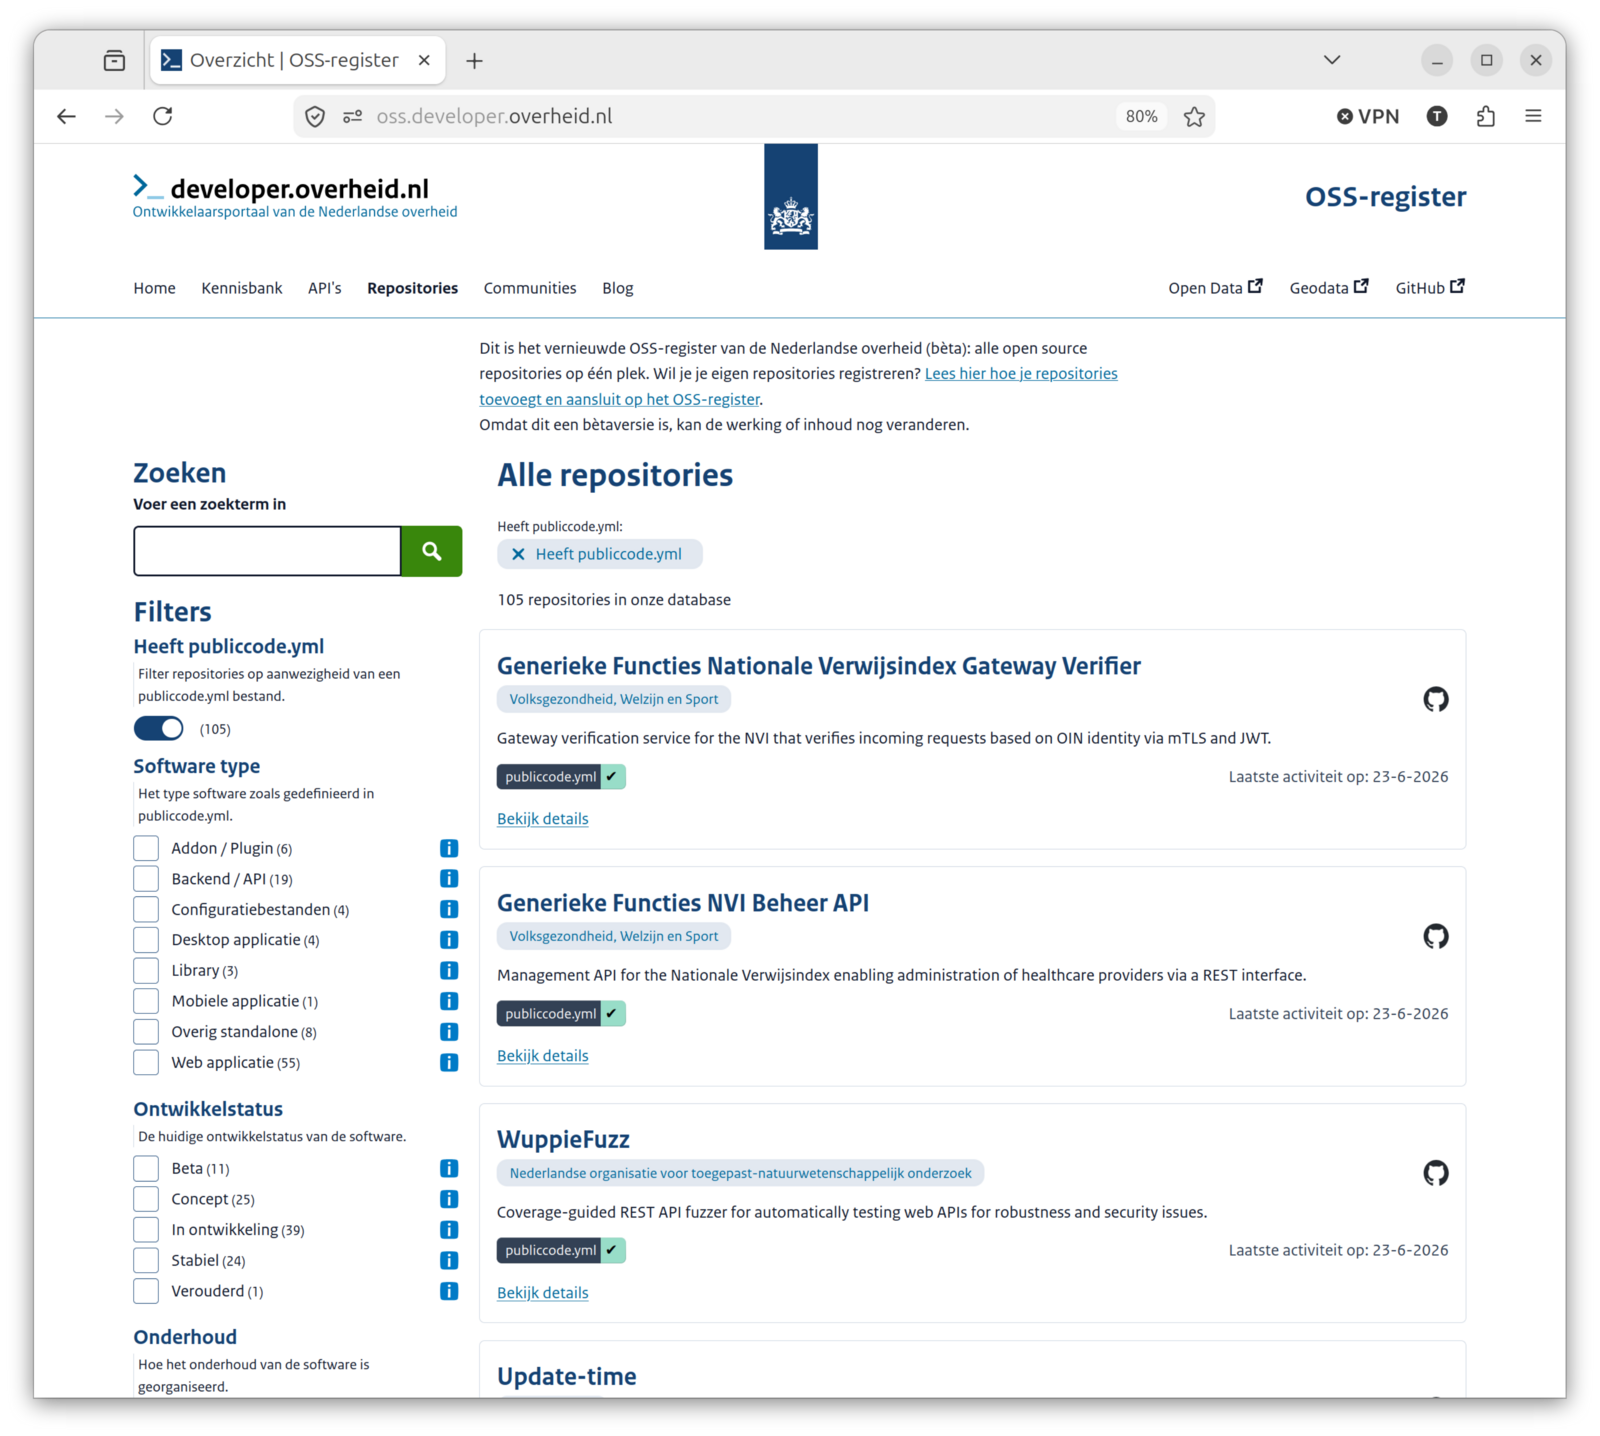 Overzicht | OSS-register
oss.developer.overheid.nl
80%
VPN
T
developer.overheid.nl
Ontwikkelaarsportaal van de Nederlandse overheid
OSS-register
Home
Kennisbank
API's
Repositories
Communities
Blog
Open Data
Geodata
GitHub
Dit is het vernieuwde OSS-register van de Nederlandse overheid (bèta): alle open source
repositories op één plek. Wil je je eigen repositories registreren? Lees hier hoe je repositories
toevoegt en aansluit op het OSS-register.
Omdat dit een bètaversie is, kan de werking of inhoud nog veranderen.
Zoeken
Voer een zoekterm in
Filters
Heeft publiccode.yml
Filter repositories op aanwezigheid van een
publiccode.yml bestand.
(105)
Software type
Het type software zoals gedefinieerd in
publiccode.yml.
Addon / Plugin (6)
Backend / API (19)
Configuratiebestanden (4)
Desktop applicatie (4)
Library (3)
Mobiele applicatie (1)
Overig standalone (8)
Web applicatie (55)
Ontwikkelstatus
De huidige ontwikkelstatus van de software.
Beta (11)
Concept (25)
In ontwikkeling (39)
Stabiel (24)
Verouderd (1)
Onderhoud
Hoe het onderhoud van de software is
georganiseerd.
Alle repositories
Heeft publiccode.yml:
Heeft publiccode.yml
105 repositories in onze database
Generieke Functies Nationale Verwijsindex Gateway Verifier
Volksgezondheid, Welzijn en Sport
Gateway verification service for the NVI that verifies incoming requests based on OIN identity via mTLS and JWT.
publiccode.yml ✔
Laatste activiteit op: 23-6-2026
Bekijk details
Generieke Functies NVI Beheer API
Volksgezondheid, Welzijn en Sport
Management API for the Nationale Verwijsindex enabling administration of healthcare providers via a REST interface.
publiccode.yml ✔
Laatste activiteit op: 23-6-2026
Bekijk details
WuppieFuzz
Nederlandse organisatie voor toegepast-natuurwetenschappelijk onderzoek
Coverage-guided REST API fuzzer for automatically testing web APIs for robustness and security issues.
publiccode.yml ✔
Laatste activiteit op: 23-6-2026
Bekijk details
Update-time